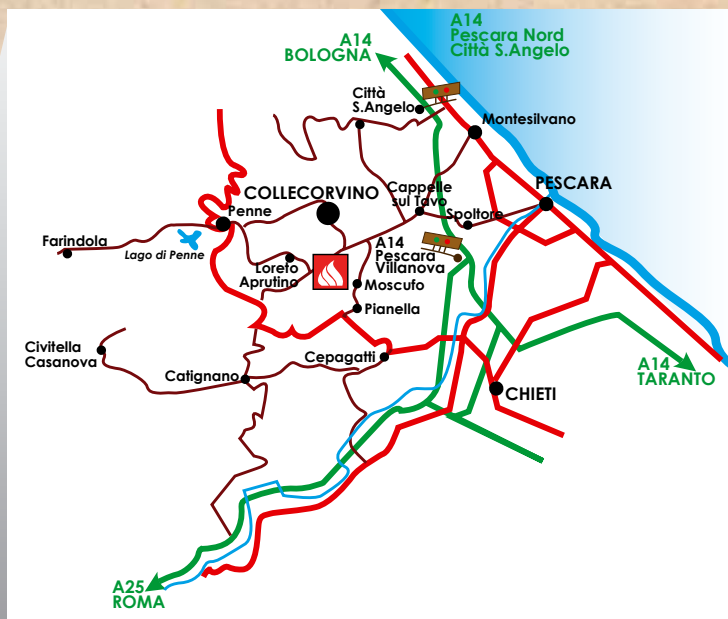 A14
Pescara Nord
Città S.Angelo
A14
BOLOGNA
Città
S.Angelo
Montesilvano
COLLECORVINO
Cappelle
sul Tavo
PESCARA
Penne
Spoltore
Farindola
Lago di Penne
A14
Pescara
Villanova
Loreto
Aprutino
Moscufo
Pianella
Civitella
Casanova
Cepagatti
Catignano
A14
TARANTO
CHIETI
A25
ROMA